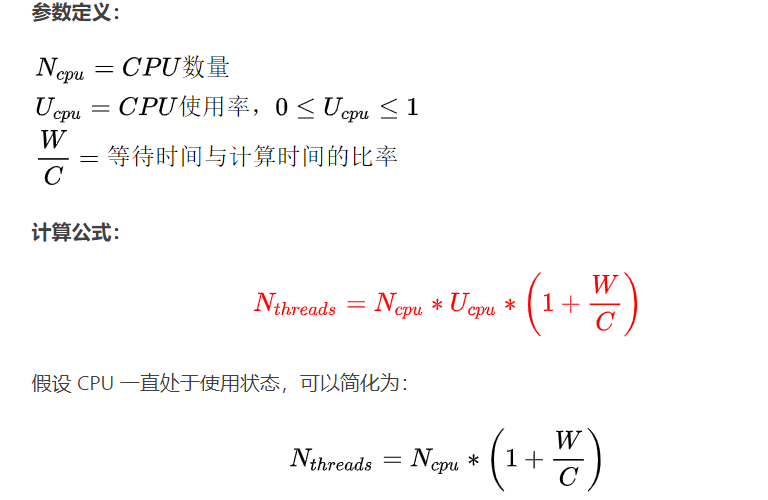 参数定义：
N_{cpu} = CPU数量
U_{cpu} = CPU使用率，0 ≤ U_{cpu} ≤ 1
\frac{W}{C} = 等待时间与计算时间的比率
计算公式：
N_{threads} = N_{cpu} * U_{cpu} * \left(1 + \frac{W}{C}\right)
假设 CPU 一直处于使用状态，可以简化为：
N_{threads} = N_{cpu} * \left(1 + \frac{W}{C}\right)